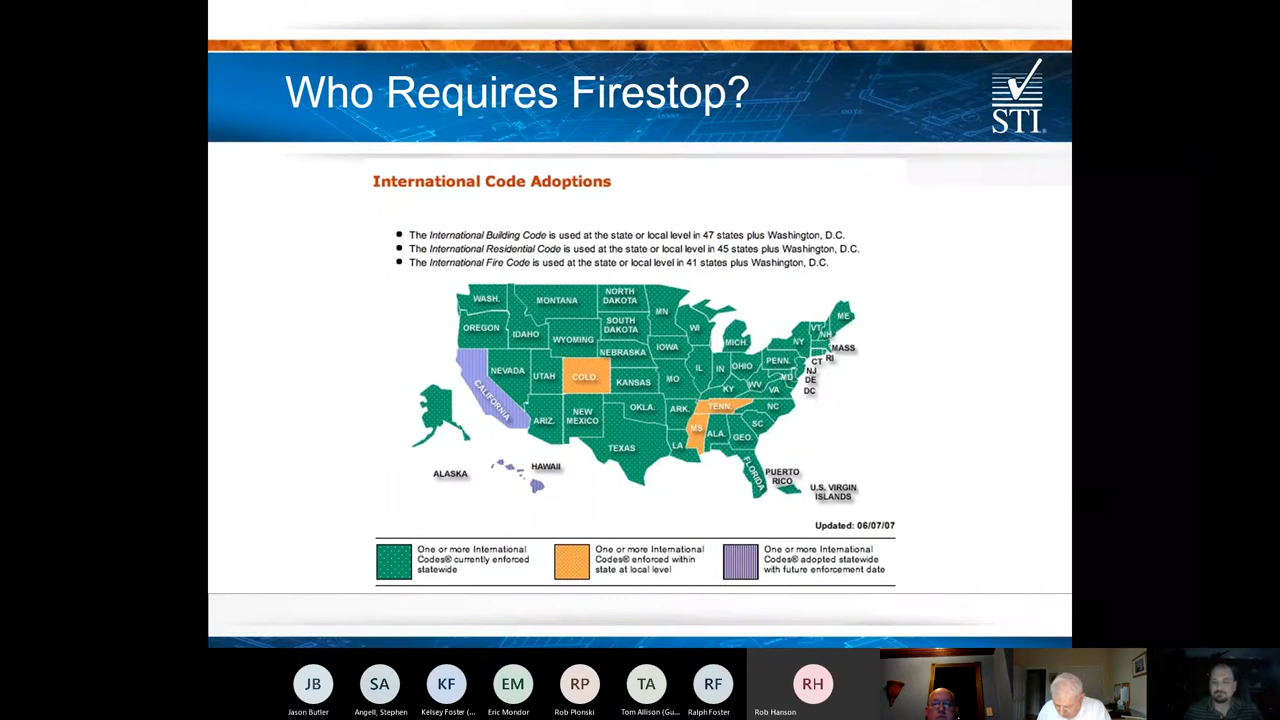 Who Requires Firestop?
STI
International Code Adoptions
The International Building Code is used at the state or local level in 47 states plus Washington, D.C.
The International Residential Code is used at the state or local level in 45 states plus Washington, D.C.
The International Fire Code is used at the state or local level in 41 states plus Washington, D.C.
WASH.
MONTANA
NORTH
DAKOTA
MN
ME
OREGON
IDAHO
SOUTH
DAKOTA
WI
VT
NH
WYOMING
MICH.
NY
MASS
NEBRASKA
IOWA
RI
NEVADA
UTAH
COLO.
KANSAS
MO
IL
IN
OHIO
PENN.
CT
NJ
MD
DE
DC
CALIFORNIA
KY
WV
VA
ARIZ.
NEW
MEXICO
OKLA.
ARK.
TENN.
NC
MS
ALA.
GEO.
SC
TEXAS
LA
FLORIDA
ALASKA
HAWAII
PUERTO
RICO
U.S. VIRGIN
ISLANDS
Updated: 06/07/07
One or more International
Codes® currently enforced
statewide
One or more International
Codes® enforced within
state at local level
One or more International
Codes® adopted statewide
with future enforcement date
JB
SA
KF
EM
RP
TA
RF
RH
Jason Butler
Angell, Stephen
Kelsey Foster (...
Eric Mondor
Rob Plonski
Tom Allison (Gu...
Ralph Foster
Rob Hanson